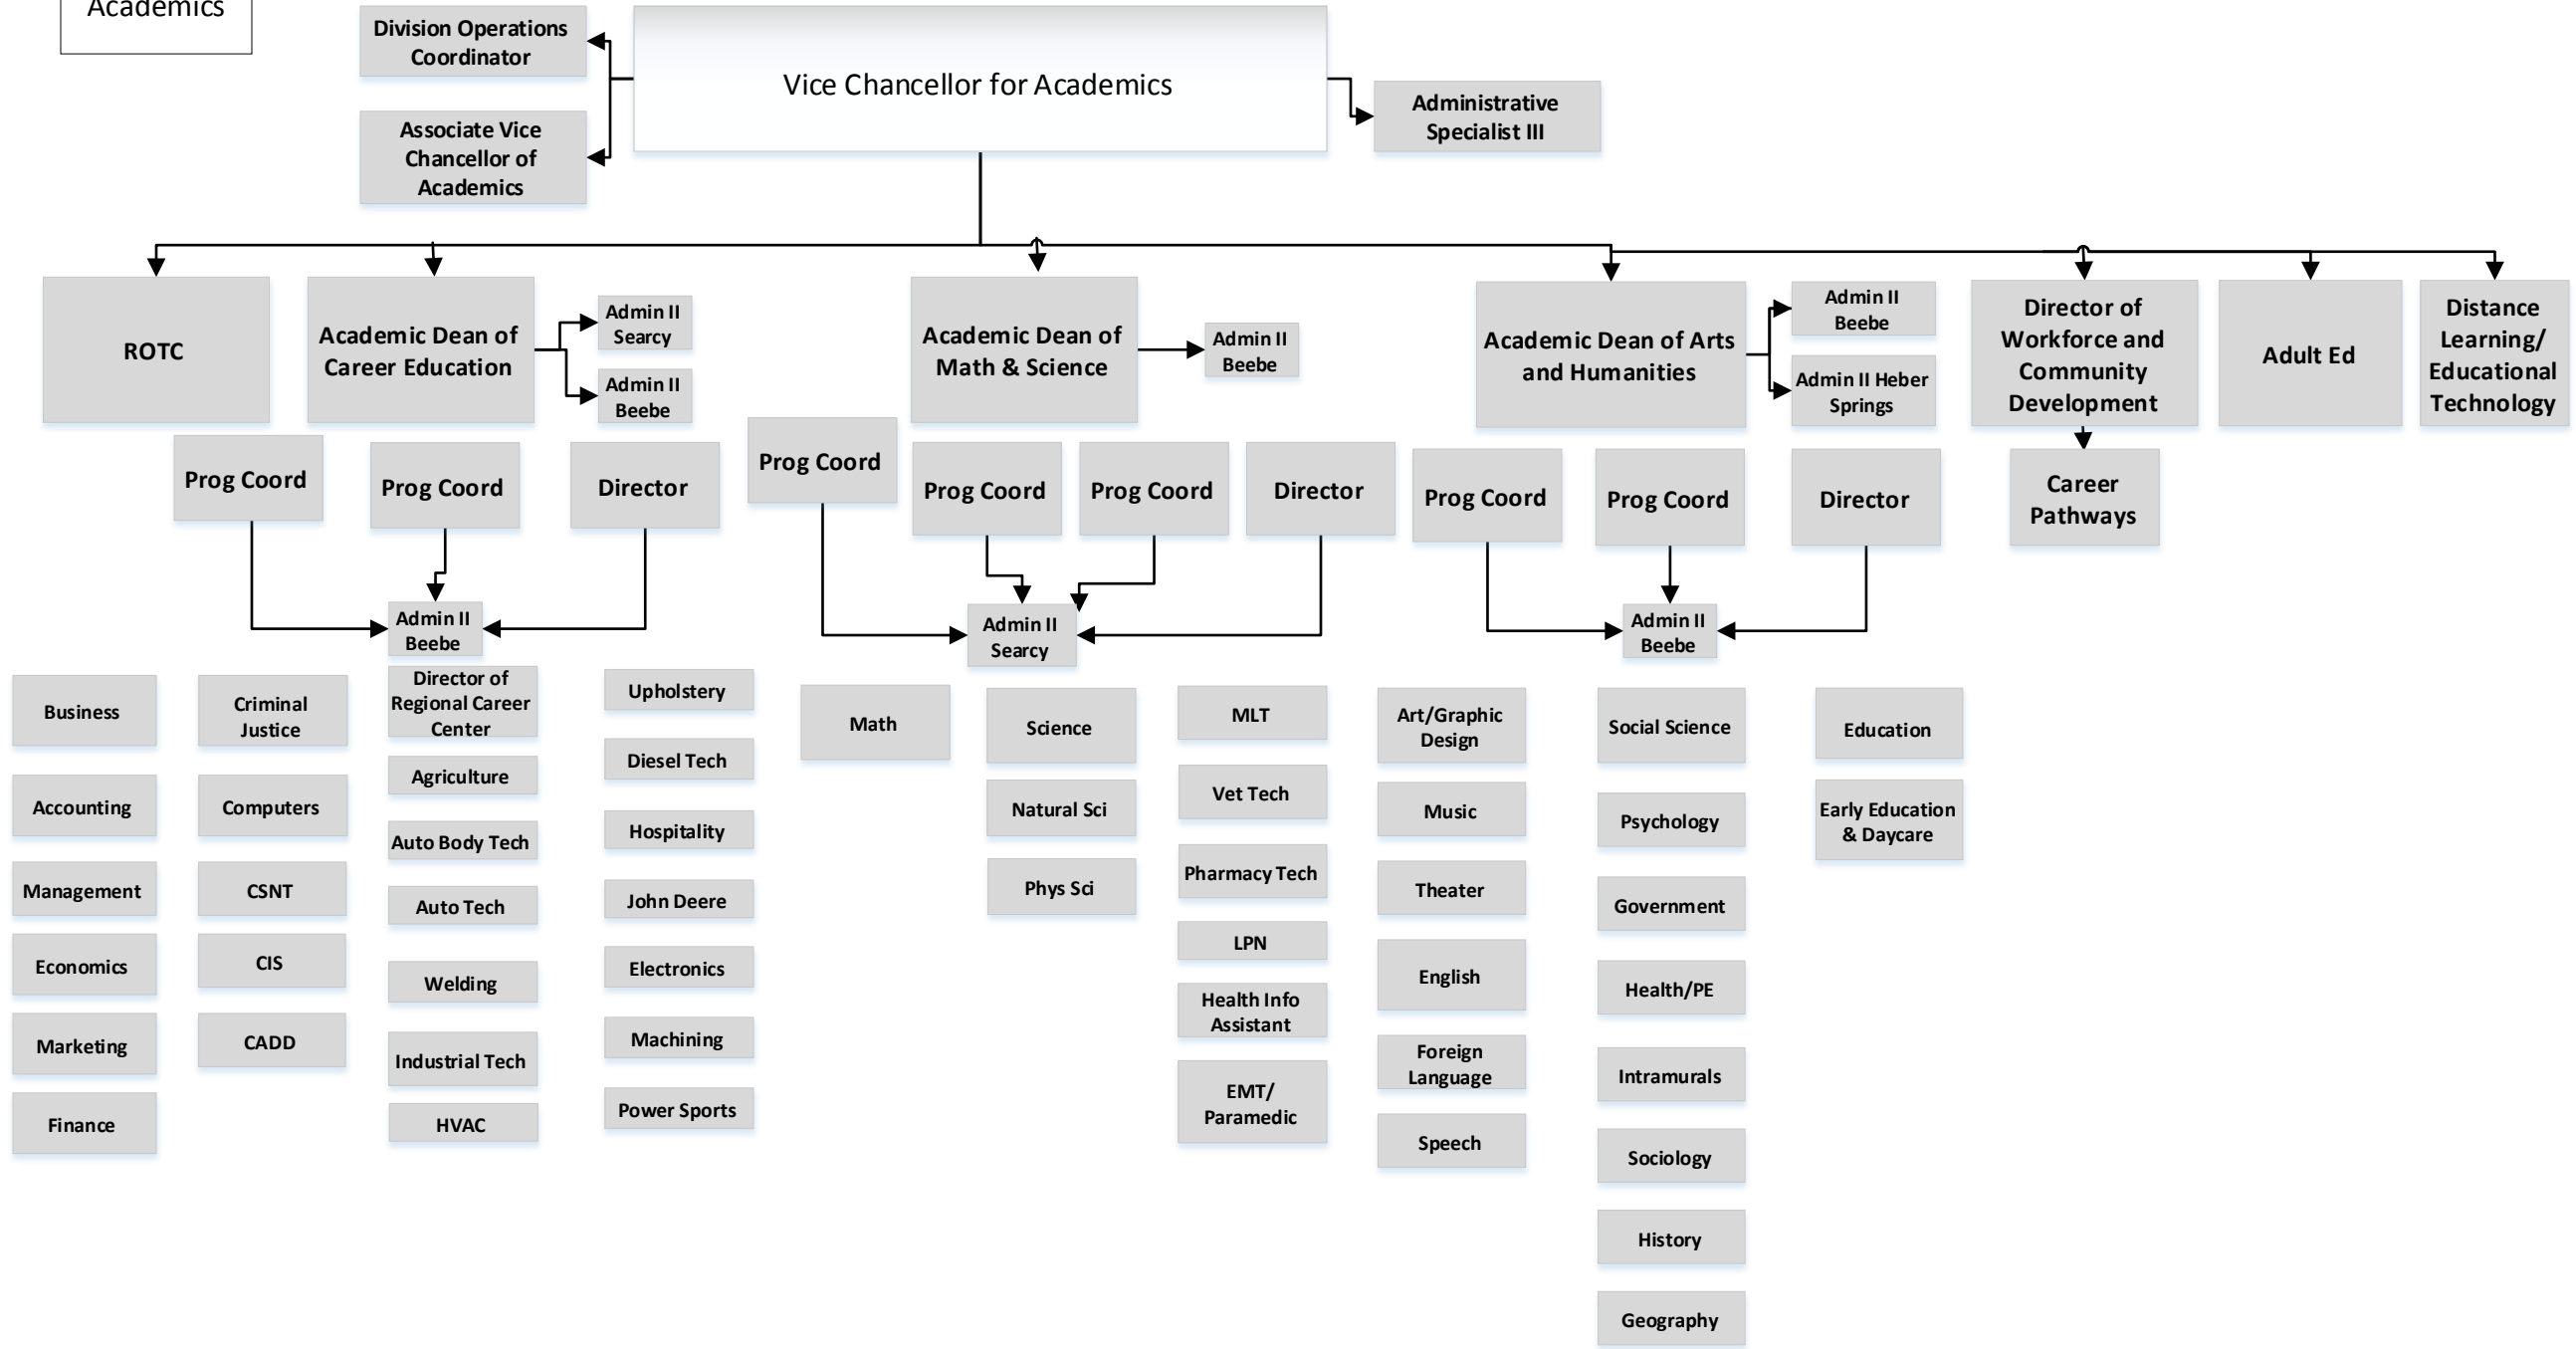 Academics
Division Operations
Coordinator
Vice Chancellor for Academics
Associate Vice
Chancellor of
Academics
Administrative
Specialist III
ROTC
Academic Dean of
Career Education
Admin II
Searcy
Admin II
Beebe
Academic Dean of
Math & Science
Admin II
Beebe
Academic Dean of Arts
and Humanities
Admin II
Beebe
Admin II Heber
Springs
Director of
Workforce and
Community
Development
Adult Ed
Distance
Learning/
Educational
Technology
Prog Coord
Prog Coord
Director
Prog Coord
Prog Coord
Prog Coord
Director
Prog Coord
Prog Coord
Director
Career
Pathways
Admin II
Beebe
Admin II
Searcy
Admin II
Beebe
Business
Accounting
Management
Economics
Marketing
Finance
Criminal
Justice
Computers
CSNT
CIS
CADD
Director of
Regional Career
Center
Agriculture
Auto Body Tech
Auto Tech
Welding
Industrial Tech
HVAC
Upholstery
Diesel Tech
Hospitality
John Deere
Electronics
Machining
Power Sports
Math
Science
Natural Sci
Phys Sci
MLT
Vet Tech
Pharmacy Tech
LPN
Health Info
Assistant
EMT/
Paramedic
Art/Graphic
Design
Music
Theater
English
Foreign
Language
Speech
Social Science
Psychology
Government
Health/PE
Intramurals
Sociology
History
Geography
Education
Early Education
& Daycare